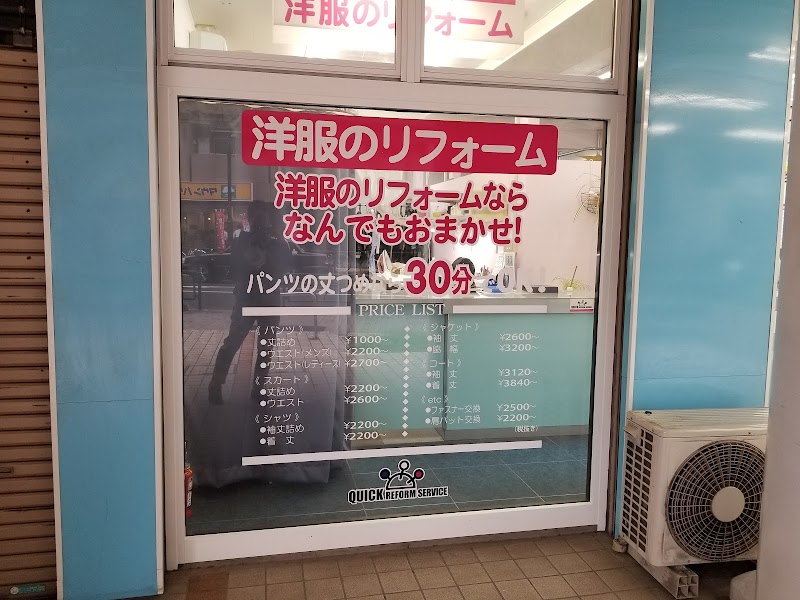 洋服のリフォーム
洋服のリフォーム
洋服のリフォームなら
なんでもおまかせ!
パンツの丈つめ 30分 OK!
PRICE LIST
《 パンツ 》
●丈詰め ¥1000〜
●ウエスト(メンズ) ¥2200〜
●ウエスト(レディース) ¥2700〜
《 スカート 》
●丈詰め ¥2200〜
●ウエスト ¥2600〜
《 シャツ 》
●袖丈詰め ¥2200〜
●着 丈 ¥2200〜
《 ジャケット 》
●袖 丈 ¥2600〜
●脇 幅 ¥3200〜
《 コート 》
●袖 丈 ¥3120〜
●着 丈 ¥3840〜
《 etc 》
●ファスナー交換 ¥2500〜
●肩パット交換 ¥2200〜
(税抜き)
QUICK REFORM SERVICE